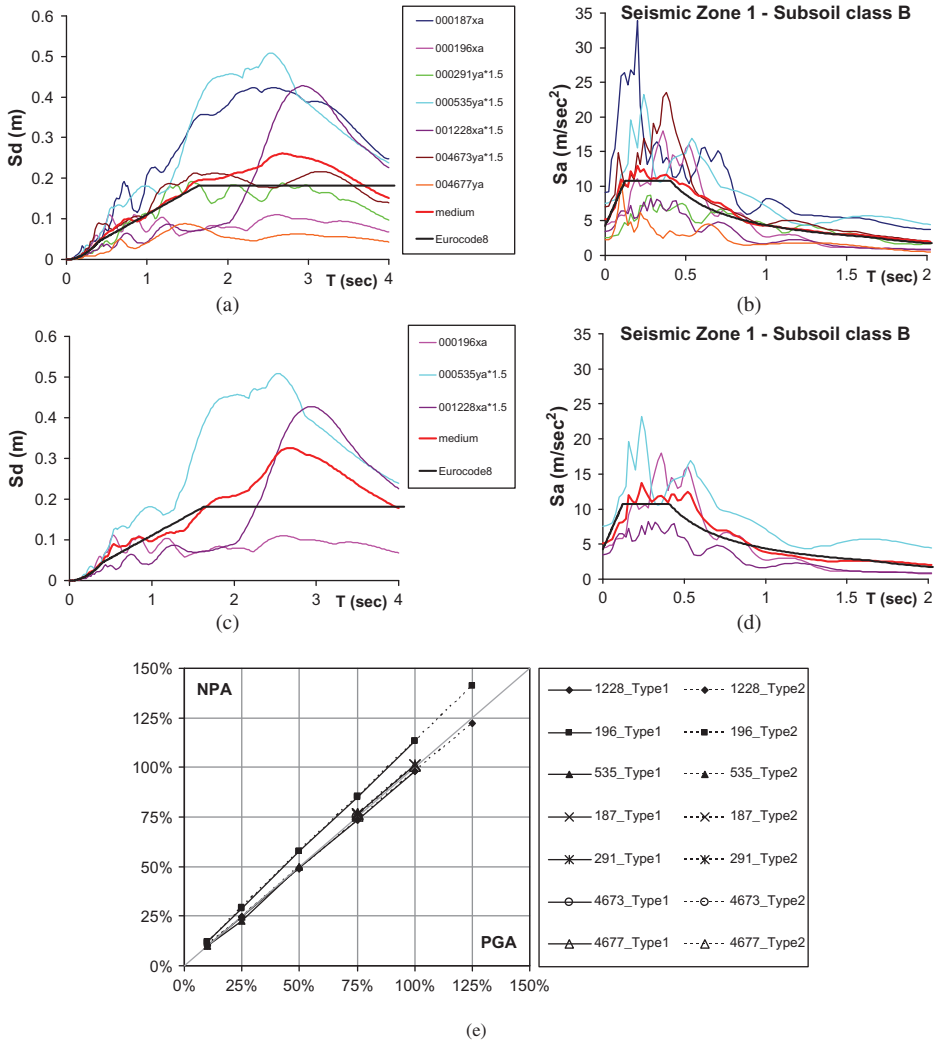 0.6
0.5
0.4
0.3
0.2
0.1
0
Sd (m)
0 1 2 3 4
T (sec)
000187xa
000196xa
000291ya*1.5
000535ya*1.5
001228xa*1.5
004673ya*1.5
004677ya
medium
Eurocode8
(a)
Seismic Zone 1 - Subsoil class B
35
30
25
20
15
10
5
0
Sa (m/sec²)
0 0.5 1 1.5 2
T (sec)
(b)
0.6
0.5
0.4
0.3
0.2
0.1
0
Sd (m)
0 1 2 3 4
T (sec)
000196xa
000535ya*1.5
001228xa*1.5
medium
Eurocode8
(c)
Seismic Zone 1 - Subsoil class B
35
30
25
20
15
10
5
0
Sa (m/sec²)
0 0.5 1 1.5 2
T (sec)
(d)
150%
125%
100%
75%
50%
25%
0%
NPA
PGA
0% 25% 50% 75% 100% 125% 150%
1228_Type1 1228_Type2
196_Type1 196_Type2
535_Type1 535_Type2
187_Type1 187_Type2
291_Type1 291_Type2
4673_Type1 4673_Type2
4677_Type1 4677_Type2
(e)